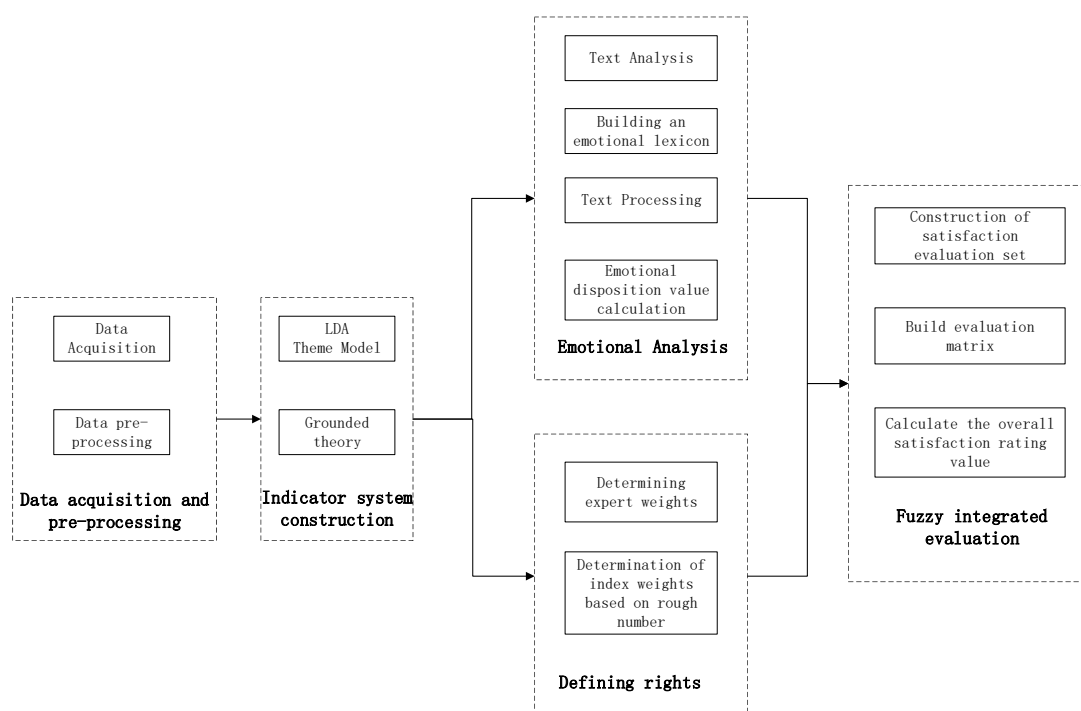 Data
Acquisition
Data pre-
processing
Data acquisition and
pre-processing
LDA
Theme Model
Grounded
theory
Indicator system
construction
Text Analysis
Building an
emotional lexicon
Text Processing
Emotional
disposition value
calculation
Emotional Analysis
Determining
expert weights
Determination of
index weights
based on rough
number
Defining rights
Construction of
satisfaction
evaluation set
Build evaluation
matrix
Calculate the overall
satisfaction rating
value
Fuzzy integrated
evaluation